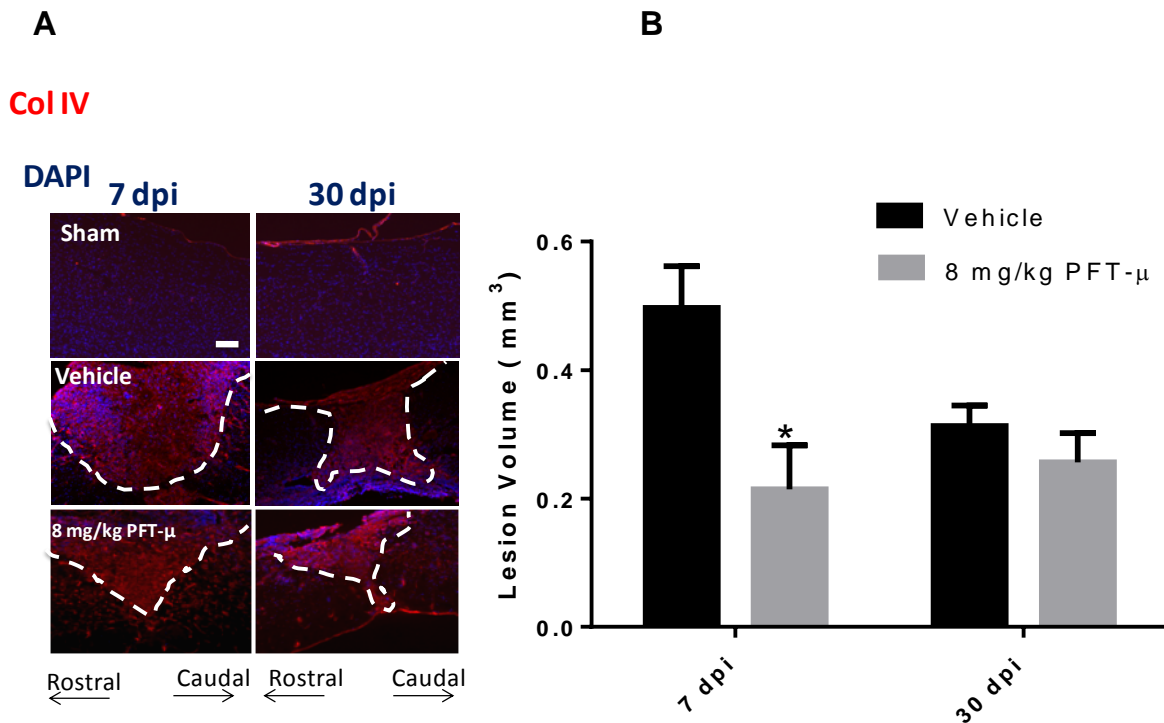 A
B
Col IV
DAPI
7 dpi
30 dpi
Sham
Vehicle
8 mg/kg PFT-μ
Rostral
Caudal
Rostral
Caudal
Vehicle
8 mg/kg PFT-μ
Lesion Volume (mm³)
0.6
0.4
0.2
0.0
*
7 dpi
30 dpi